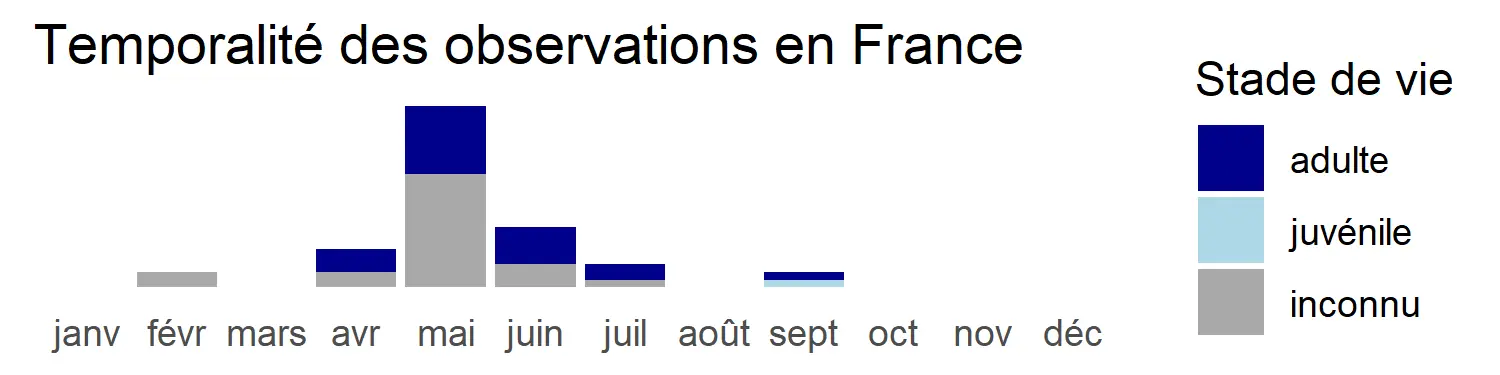 Temporalité des observations en France
janv févr mars avr mai juin juil août sept oct nov déc
Stade de vie
adulte
juvénile
inconnu